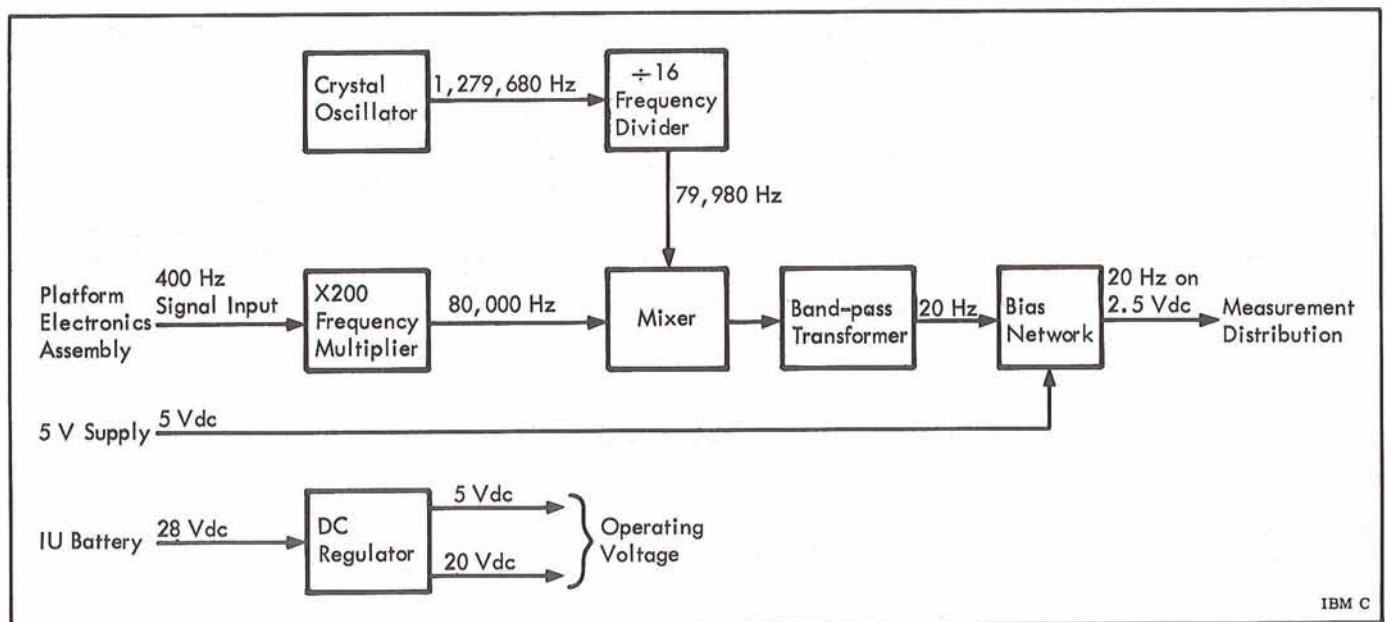 Crystal
Oscillator
1,279,680 Hz
÷16
Frequency
Divider
79,980 Hz
Platform
Electronics
Assembly
400 Hz
Signal Input
X200
Frequency
Multiplier
80,000 Hz
Mixer
Band-pass
Transformer
20 Hz
Bias
Network
20 Hz on
2.5 Vdc
Measurement
Distribution
5 V Supply
5 Vdc
IU Battery
28 Vdc
DC
Regulator
5 Vdc
20 Vdc
Operating
Voltage
IBM C